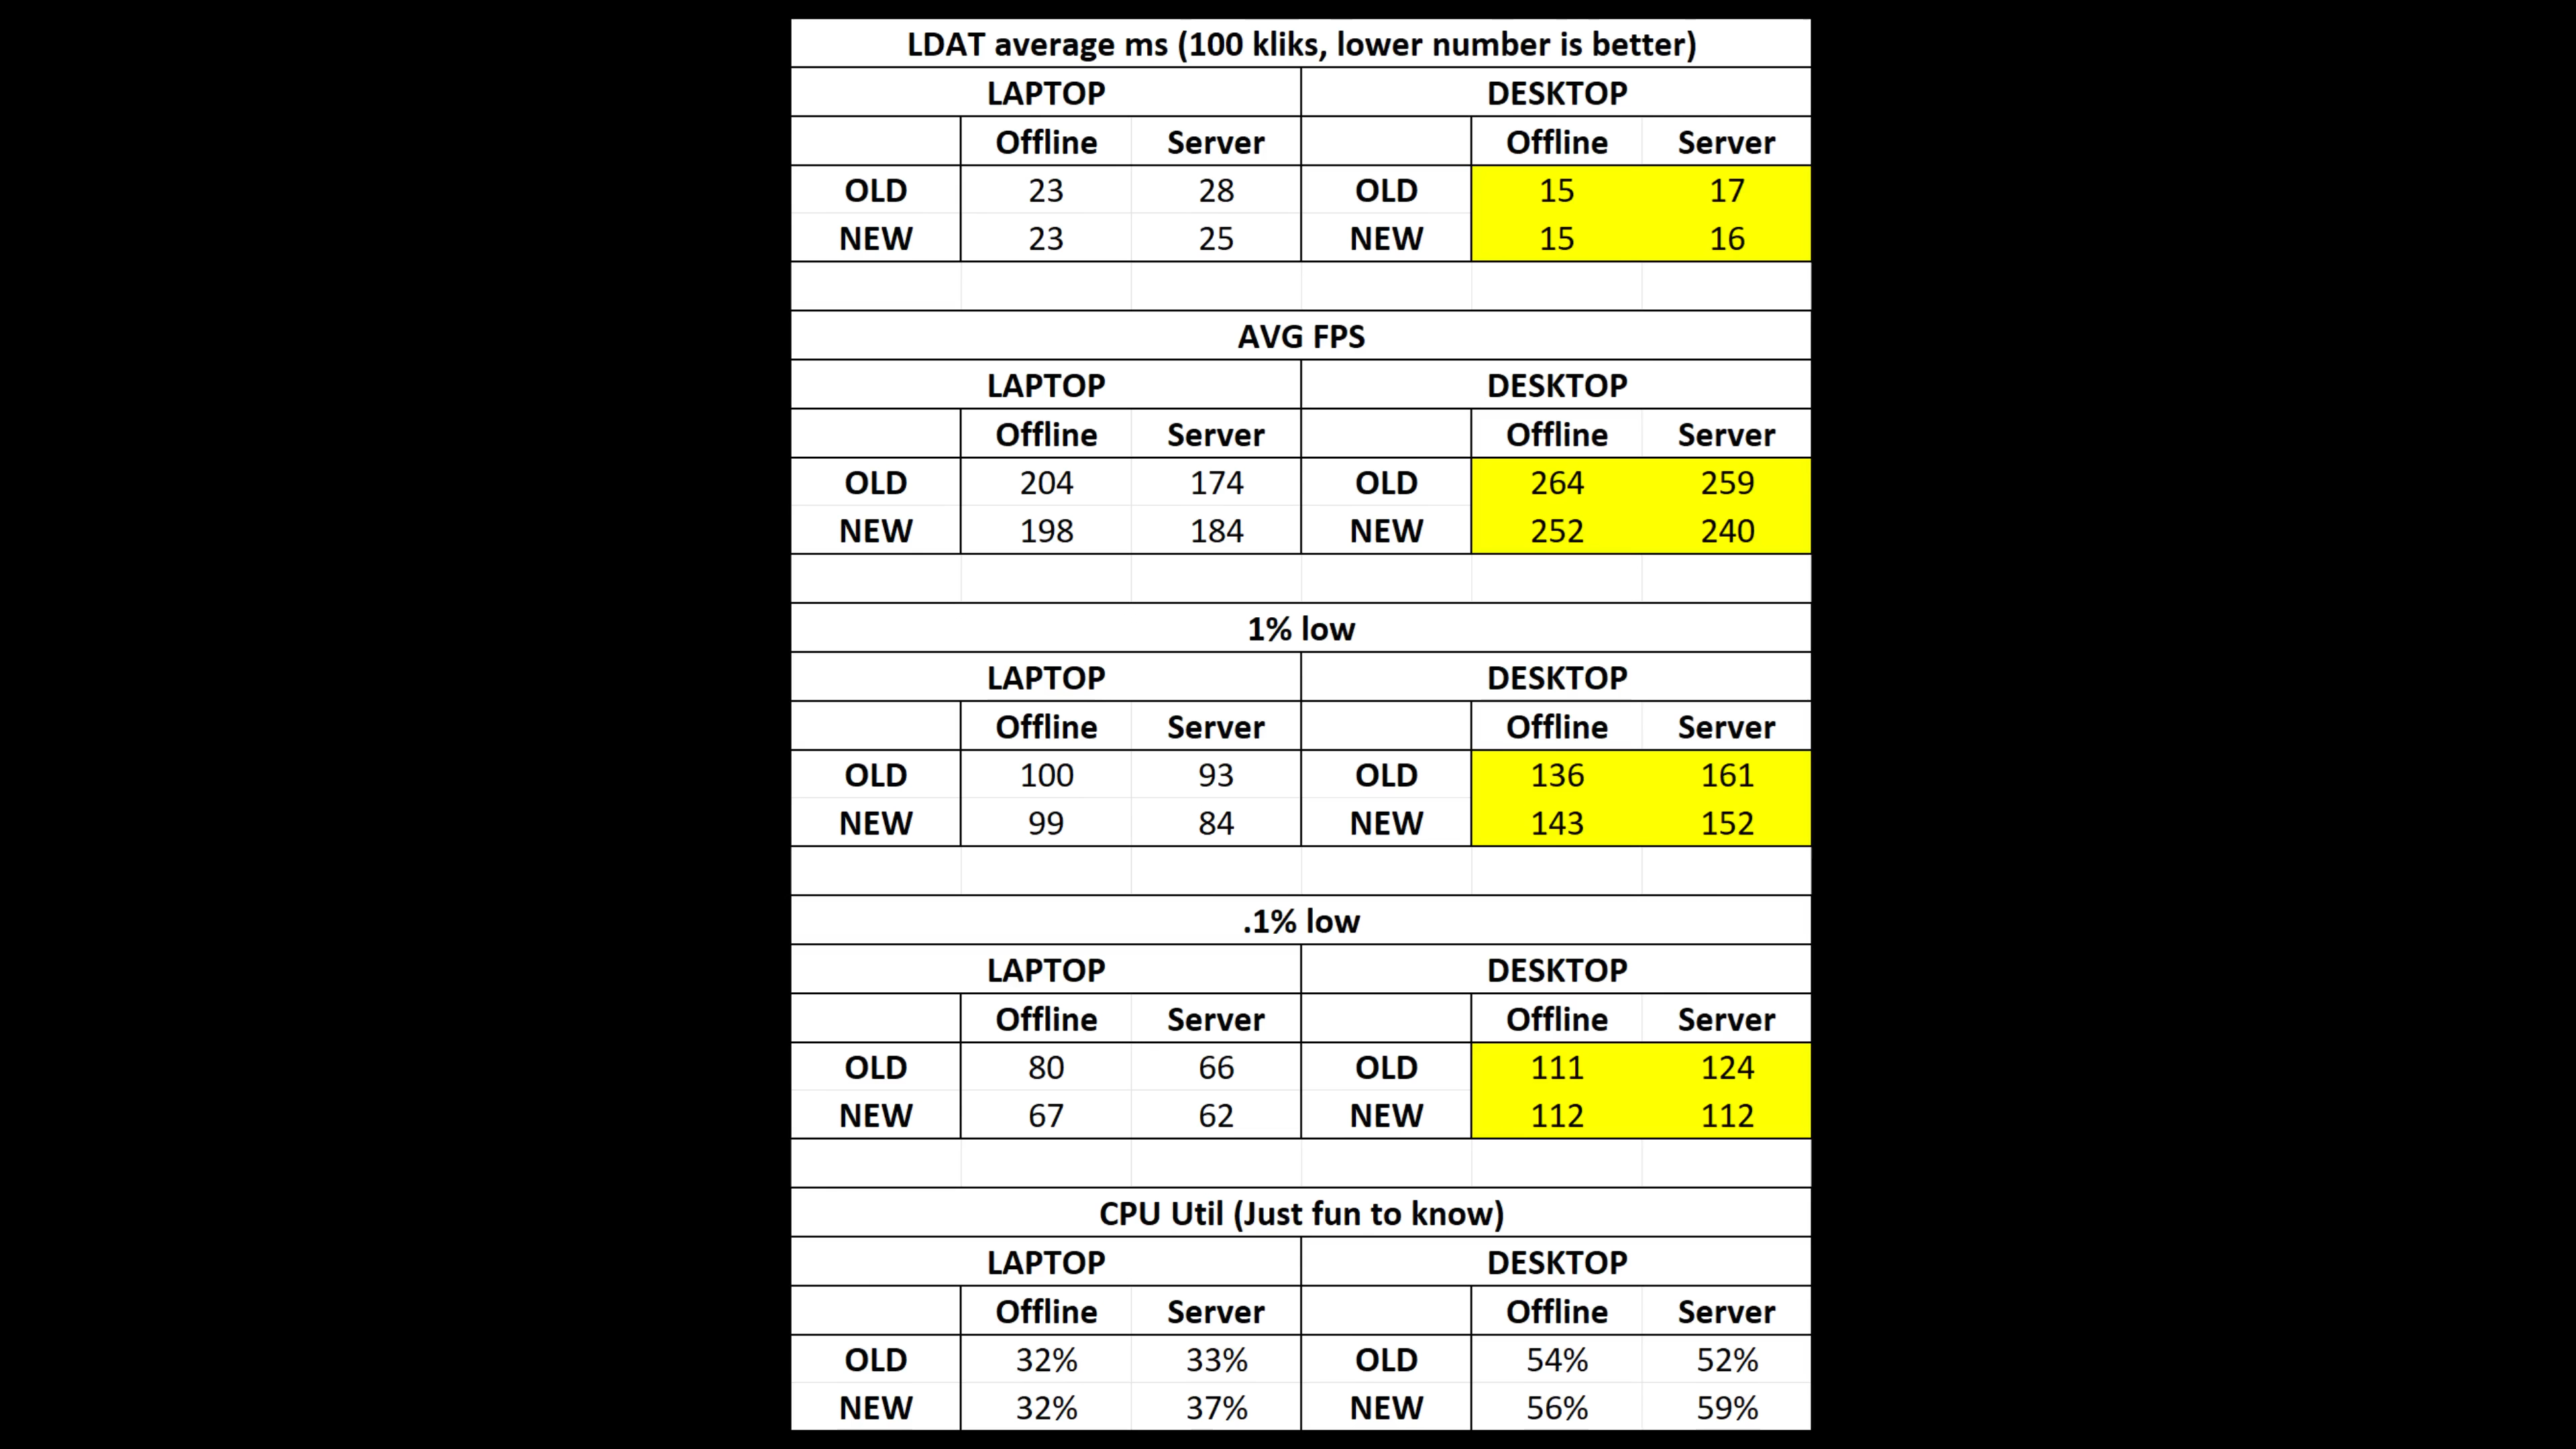 LDAT average ms (100 kliks, lower number is better)
LAPTOP DESKTOP
Offline Server Offline Server
OLD 23 28 OLD 15 17
NEW 23 25 NEW 15 16
AVG FPS
LAPTOP DESKTOP
Offline Server Offline Server
OLD 204 174 OLD 264 259
NEW 198 184 NEW 252 240
1% low
LAPTOP DESKTOP
Offline Server Offline Server
OLD 100 93 OLD 136 161
NEW 99 84 NEW 143 152
.1% low
LAPTOP DESKTOP
Offline Server Offline Server
OLD 80 66 OLD 111 124
NEW 67 62 NEW 112 112
CPU Util (Just fun to know)
LAPTOP DESKTOP
Offline Server Offline Server
OLD 32% 33% OLD 54% 52%
NEW 32% 37% NEW 56% 59%